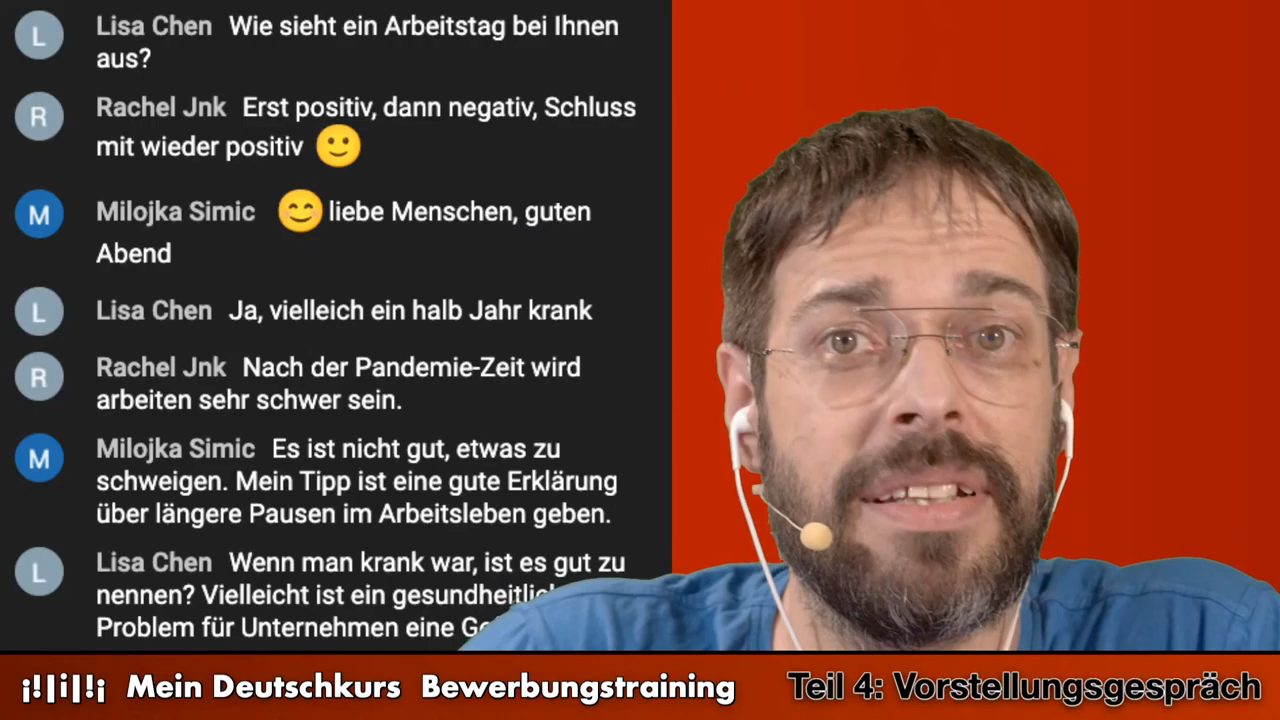 L Lisa Chen Wie sieht ein Arbeitstag bei Ihnen
aus?
R Rachel Jnk Erst positiv, dann negativ, Schluss
mit wieder positiv 🙂
M Milojka Simic 😊 liebe Menschen, guten
Abend
L Lisa Chen Ja, vielleich ein halb Jahr krank
R Rachel Jnk Nach der Pandemie-Zeit wird
arbeiten sehr schwer sein.
M Milojka Simic Es ist nicht gut, etwas zu
schweigen. Mein Tipp ist eine gute Erklärung
über längere Pausen im Arbeitsleben geben.
L Lisa Chen Wenn man krank war, ist es gut zu
nennen? Vielleicht ist ein
Problem für Unternehmen eine
¡!|i|!¡ Mein Deutschkurs Bewerbungstraining
Teil 4: Vorstellungsgespräch